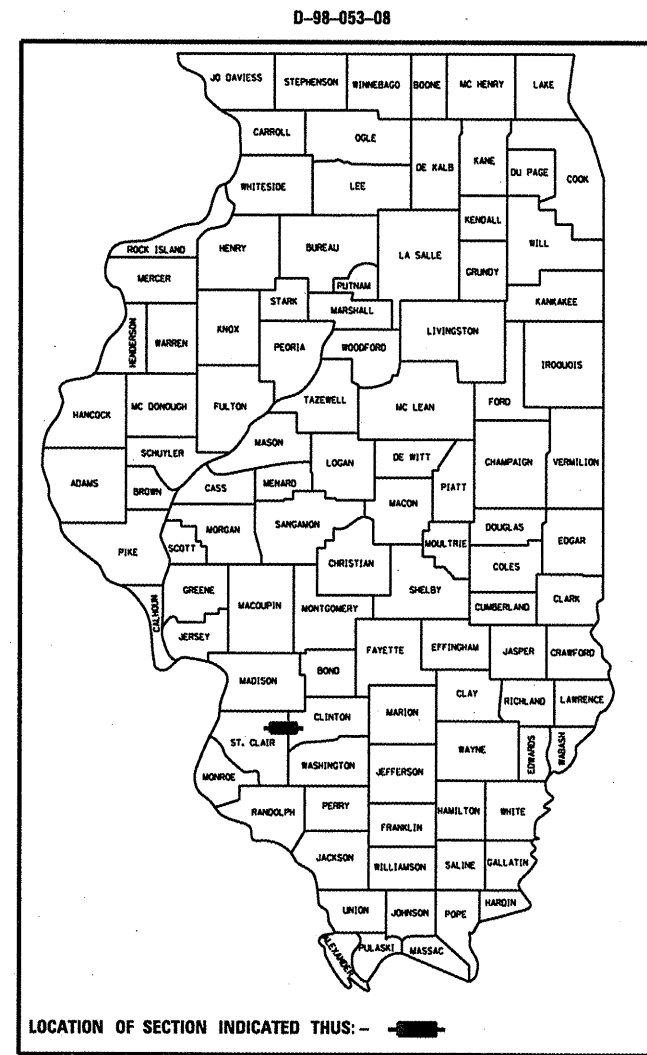 D-98-053-08
JO DAVIESS STEPHENSON WINNEBAGO BOONE MC HENRY LAKE
CARROLL OGLE DE KALB KANE DU PAGE COOK
WHITESIDE LEE
KENDALL
ROCK ISLAND HENRY BUREAU LA SALLE WILL
MERCER PUTNAM GRUNDY
STARK MARSHALL KANKAKEE
HENDERSON WARREN KNOX PEORIA WOODFORD LIVINGSTON IROQUOIS
HANCOCK MC DONOUGH FULTON TAZEWELL MC LEAN FORD
MASON
SCHUYLER LOGAN DE WITT CHAMPAIGN VERMILION
ADAMS BROWN CASS MENARD PIATT
MACON
MORGAN SANGAMON DOUGLAS
PIKE SCOTT CHRISTIAN MOULTRIE EDGAR
COLES
CALHOUN GREENE MACOUPIN MONTGOMERY SHELBY CUMBERLAND CLARK
JERSEY
FAYETTE EFFINGHAM JASPER CRAWFORD
MADISON BOND
CLAY RICHLAND LAWRENCE
CLINTON MARION
ST. CLAIR WAYNE EDWARDS WABASH
MONROE WASHINGTON JEFFERSON
RANDOLPH PERRY HAMILTON WHITE
FRANKLIN
JACKSON WILLIAMSON SALINE GALLATIN
UNION JOHNSON POPE HARDIN
ALEXANDER PULASKI MASSAC
LOCATION OF SECTION INDICATED THUS: -